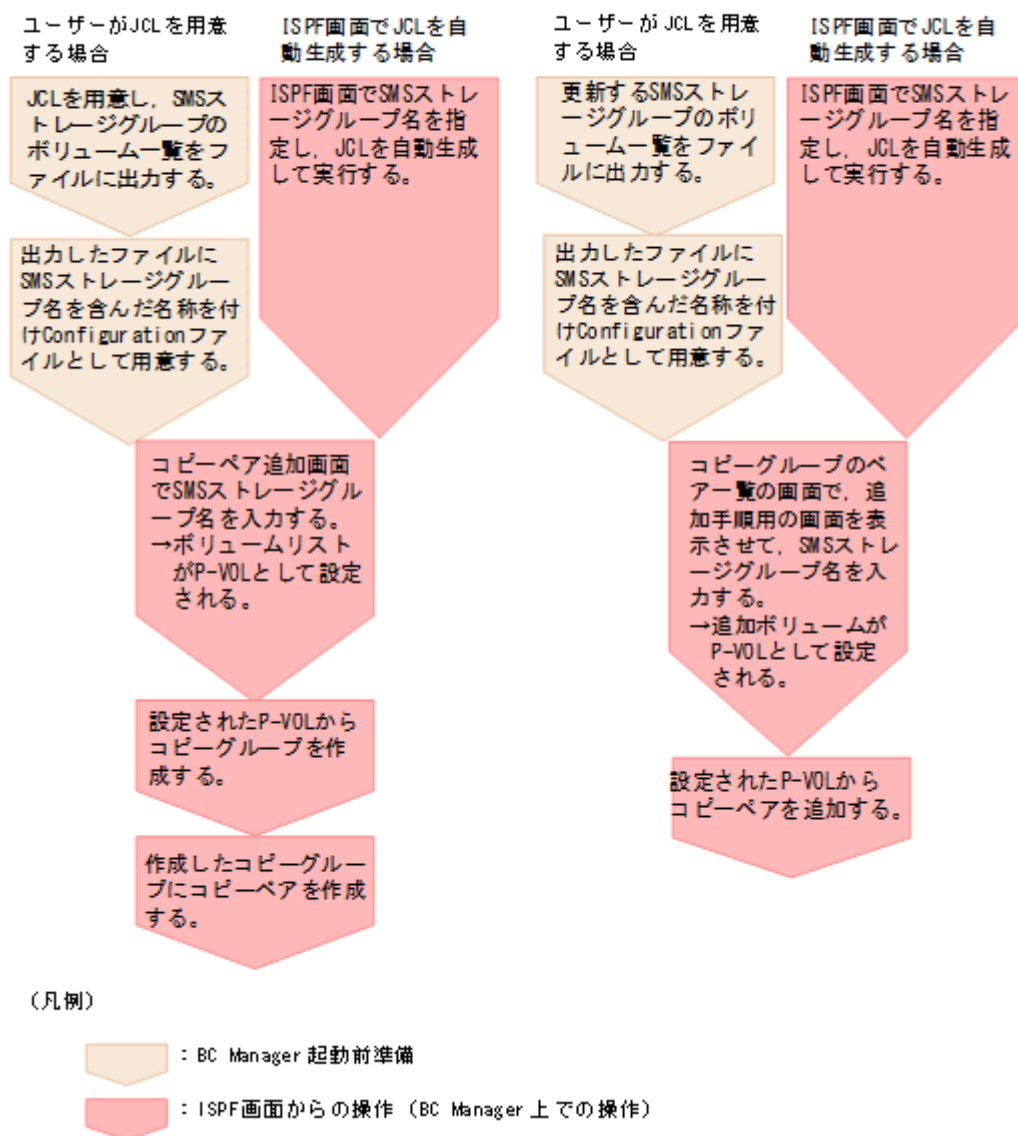 ユーザーがJCLを用意
する場合
ISPF画面でJCLを自
動生成する場合
JCLを用意し，SMSス
トレージグループの
ボリューム一覧をフ
ァイルに出力する。
ISPF画面でSMSストレ
ージグループ名を指
定し，JCLを自動生成
して実行する。
出力したファイルに
SMSストレージグルー
プ名を含んだ名称を付
けConfigurationファ
イルとして用意する。
コピーペア追加画面
でSMSストレージグル
ープ名を入力する。
→ボリュームリスト
がP-VOLとして設定
される。
設定されたP-VOLから
コピーグループを作
成する。
作成したコピーグルー
プにコピーペアを作成
する。
ユーザーがJCLを用意
する場合
ISPF画面でJCLを自
動生成する場合
更新するSMSストレ
ージグループのボリ
ューム一覧をファイ
ルに出力する。
ISPF画面でSMSストレ
ージグループ名を指
定し，JCLを自動生成
して実行する。
出力したファイルに
SMSストレージグルー
プ名を含んだ名称を付
けConfigurationファ
イルとして用意する。
コピーグループのペ
ア一覧の画面で，追
加手順用の画面を表
示させて，SMSストレ
ージグループ名を入
力する。
→追加ボリュームが
P-VOLとして設定
される。
設定されたP-VOLから
コピーペアを追加する。
（凡例）
：BC Manager 起動前準備
：ISPF画面からの操作（BC Manager 上での操作）